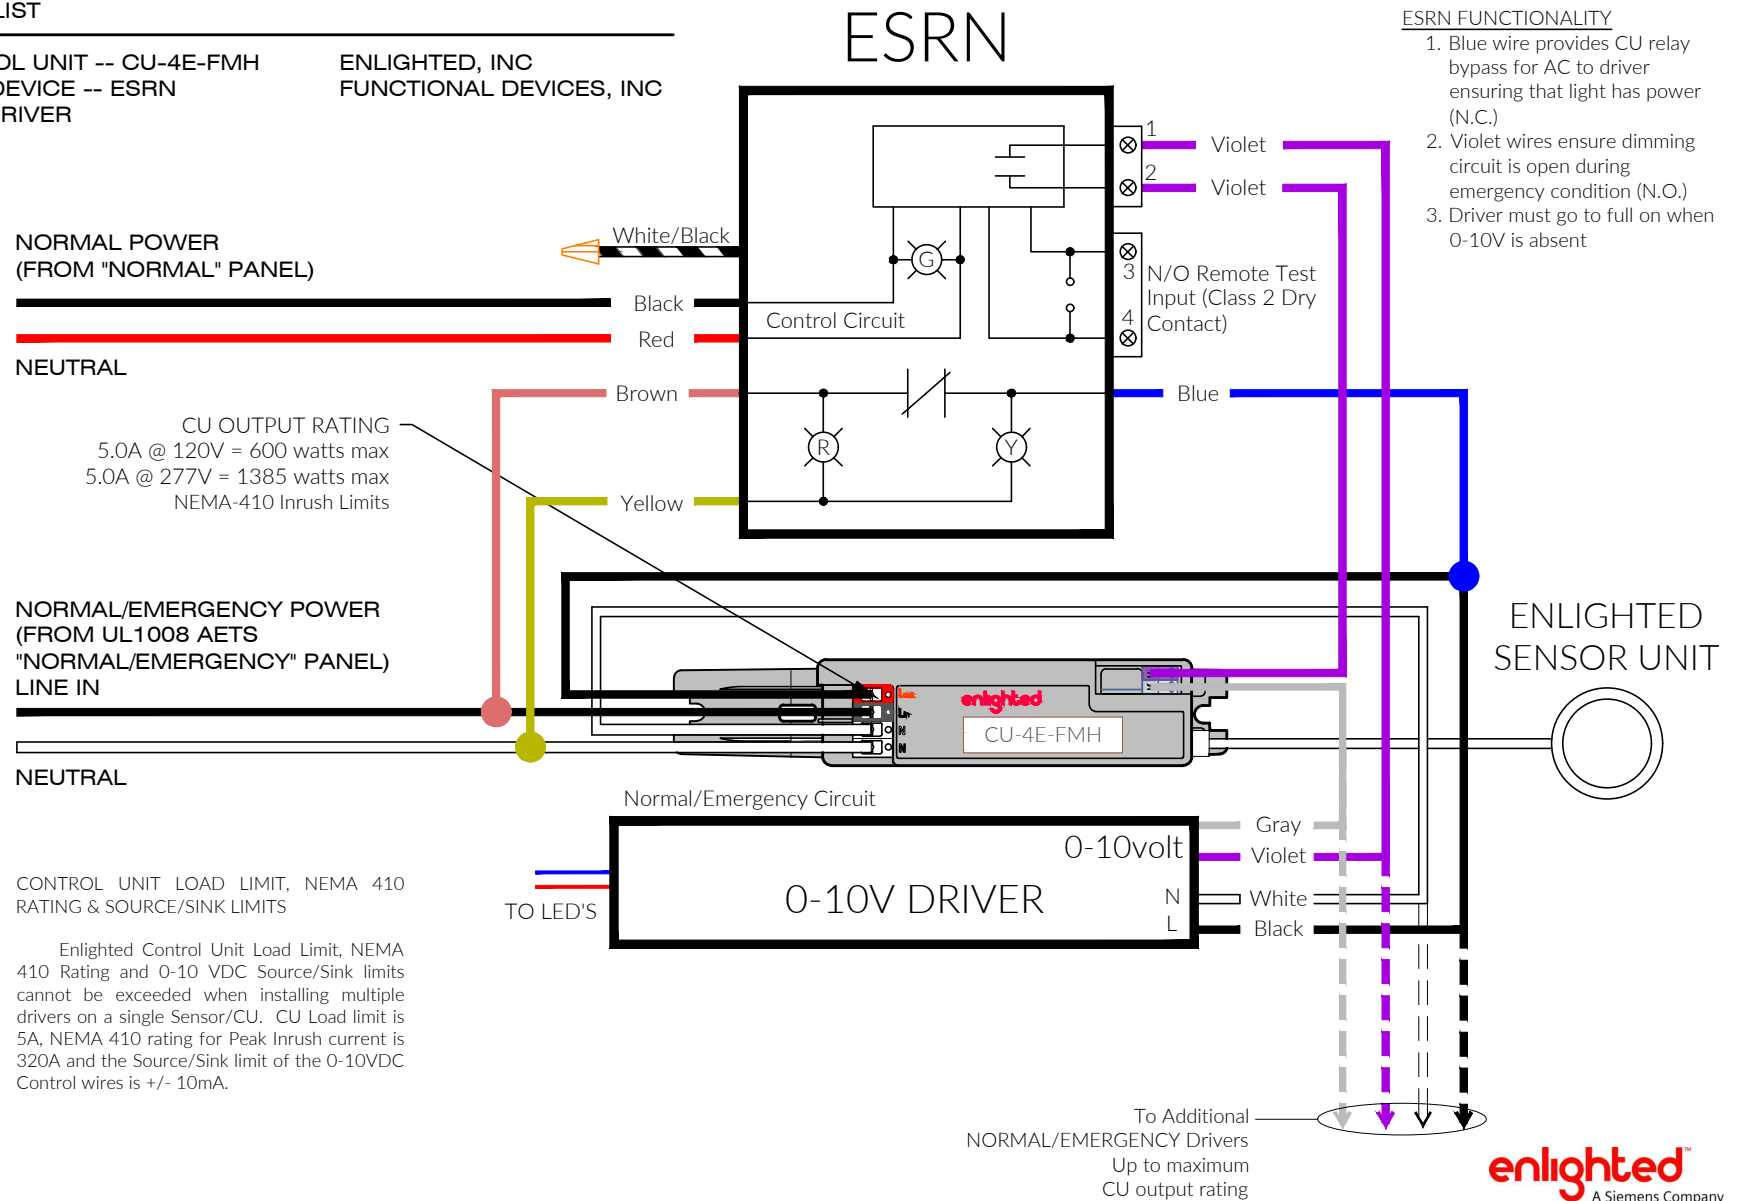 LIST
OL UNIT -- CU-4E-FMH
ENLIGHTED, INC
DEVICE -- ESRN
FUNCTIONAL DEVICES, INC
RIVER
ESRN
ESRN FUNCTIONALITY
1. Blue wire provides CU relay
bypass for AC to driver
ensuring that light has power
(N.C.)
2. Violet wires ensure dimming
circuit is open during
emergency condition (N.O.)
3. Driver must go to full on when
0-10V is absent
1
Violet
2
Violet
White/Black
NORMAL POWER
(FROM "NORMAL" PANEL)
G
3
N/O Remote Test
Input (Class 2 Dry
Contact)
4
Black
Control Circuit
Red
NEUTRAL
Brown
Blue
CU OUTPUT RATING
5.0A @ 120V = 600 watts max
5.0A @ 277V = 1385 watts max
NEMA-410 Inrush Limits
R
Y
Yellow
NORMAL/EMERGENCY POWER
(FROM UL1008 AETS
"NORMAL/EMERGENCY" PANEL)
LINE IN
ENLIGHTED
SENSOR UNIT
enlighted
CU-4E-FMH
N
N
NEUTRAL
Normal/Emergency Circuit
0-10volt
0-10V DRIVER
N
L
Gray
Violet
White
Black
TO LED'S
CONTROL UNIT LOAD LIMIT, NEMA 410
RATING & SOURCE/SINK LIMITS
Enlighted Control Unit Load Limit, NEMA
410 Rating and 0-10 VDC Source/Sink limits
cannot be exceeded when installing multiple
drivers on a single Sensor/CU. CU Load limit is
5A, NEMA 410 rating for Peak Inrush current is
320A and the Source/Sink limit of the 0-10VDC
Control wires is +/- 10mA.
To Additional
NORMAL/EMERGENCY Drivers
Up to maximum
CU output rating
enlighted™
A Siemens Company